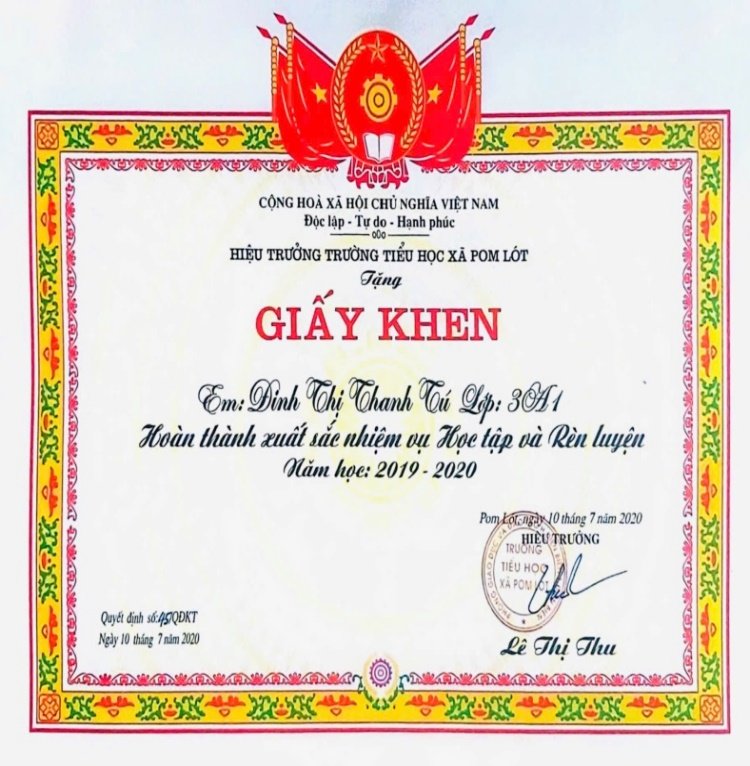 CỘNG HOÀ XÃ HỘI CHỦ NGHĨA VIỆT NAM
Độc lập - Tự do - Hạnh phúc
HIỆU TRƯỞNG TRƯỜNG TIỂU HỌC XÃ POM LÓT
Tặng
GIẤY KHEN
Em: Đinh Thị Thanh Tú Lớp: 3A1
Hoàn thành xuất sắc nhiệm vụ Học tập và Rèn luyện
Năm học: 2019 - 2020
Pom Lót, ngày 10 tháng 7 năm 2020
HIỆU TRƯỞNG
TRƯỜNG
TIỂU HỌC
XÃ POM LÓT
Lê Thị Thu
Quyết định số: QĐKT
Ngày 10 tháng 7 năm 2020